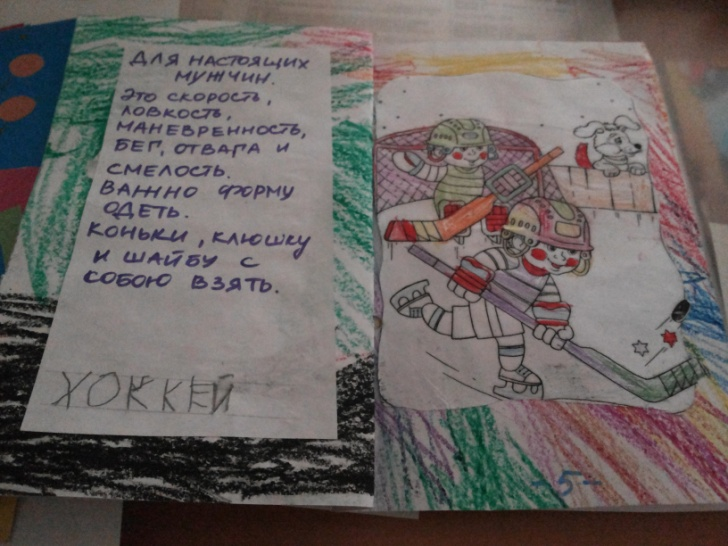 ДЛЯ НАСТОЯЩИХ
МУЖЧИН.
ЭТО СКОРОСТЬ,
ЛОВКОСТЬ,
МАНЕВРЕННОСТЬ,
БЕГ, ОТВАГА И
СМЕЛОСТЬ.
ВАЖНО ФОРМУ
ОДЕТЬ.
КОНЬКИ, КЛЮШКУ
И ШАЙБУ С
СОБОЮ ВЗЯТЬ.
ХОККЕЙ
-5-